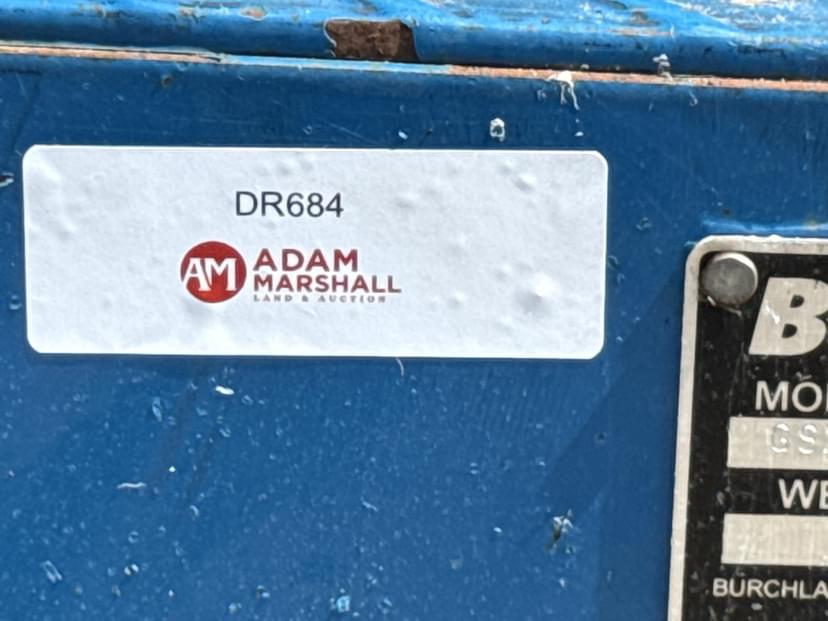 DR684
AM
ADAM
MARSHALL
LAND & AUCTION
B
MO
GS
WE
BURCHLA